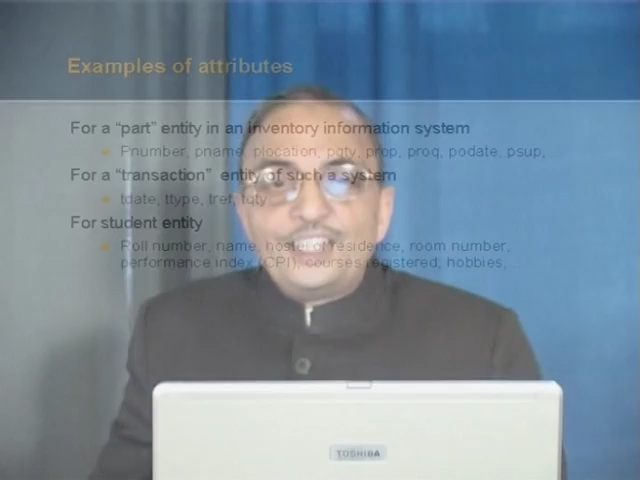 Examples of attributes
For a “part” entity in an inventory information system
Pnumber, pname, plocation, pqty, prop, proq, podate, psup,
For a “transaction” entity of such a system
tdate, ttype, tref, tqty
For student entity
Roll number, name, hostel of residence, room number,
performance index (CPI), courses registered, hobbies,
TOSHIBA